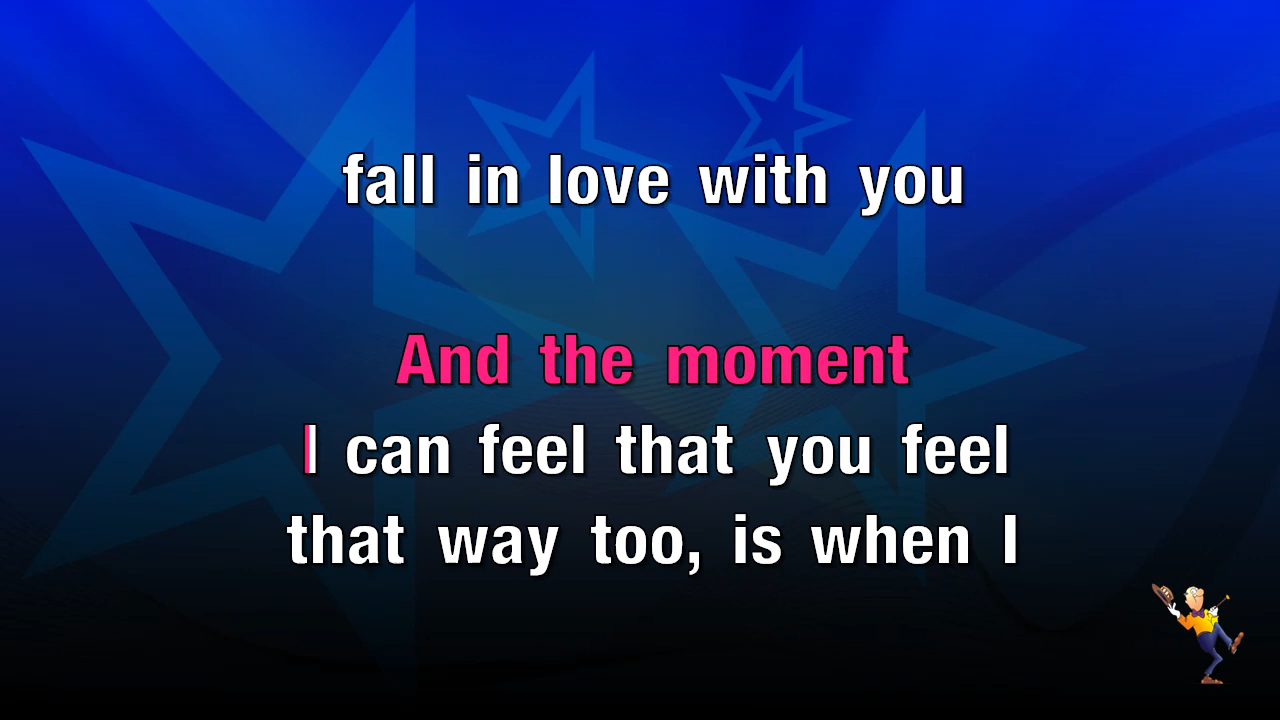 fall in love with you
And the moment
I can feel that you feel
that way too, is when I